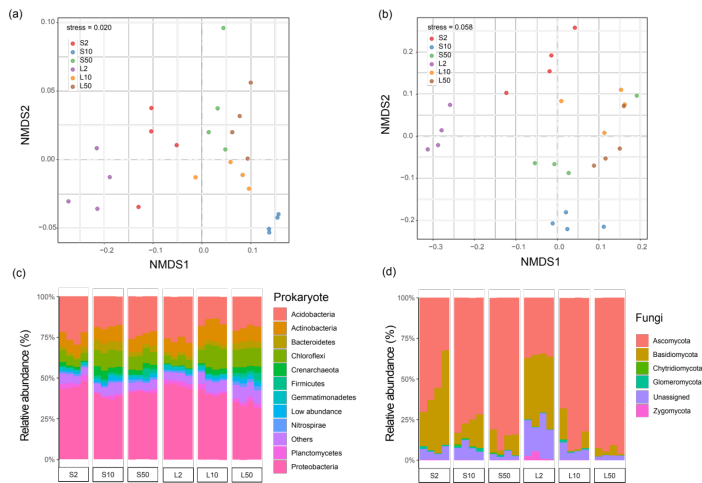 (a)
stress = 0.020
S2
S10
S50
L2
L10
L50
NMDS2
0.10
0.05
0.00
−0.05
−0.2
−0.1
0.0
0.1
NMDS1
(b)
stress = 0.058
S2
S10
S50
L2
L10
L50
NMDS2
0.2
0.1
0.0
−0.1
−0.2
−0.3
−0.2
−0.1
0.0
0.1
0.2
NMDS1
(c)
Relative abundance (%)
100%
75%
50%
25%
0%
S2
S10
S50
L2
L10
L50
Prokaryote
Acidobacteria
Actinobacteria
Bacteroidetes
Chloroflexi
Crenarchaeota
Firmicutes
Gemmatimonadetes
Low abundance
Nitrospirae
Others
Planctomycetes
Proteobacteria
(d)
Relative abundance (%)
100%
75%
50%
25%
0%
S2
S10
S50
L2
L10
L50
Fungi
Ascomycota
Basidiomycota
Chytridiomycota
Glomeromycota
Unassigned
Zygomycota